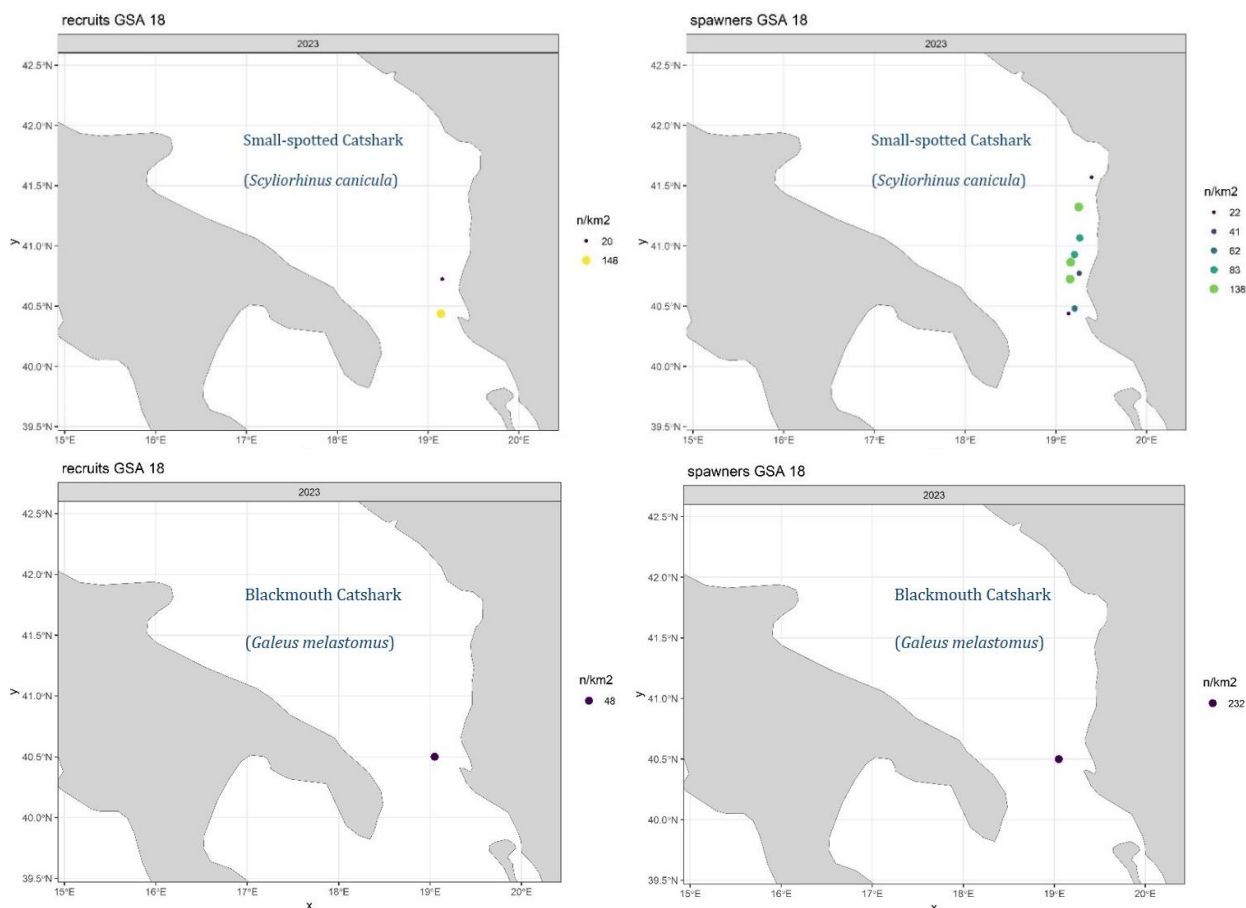 recruits GSA 18
2023
42.5°N
42.0°N
41.5°N
41.0°N
40.5°N
40.0°N
39.5°N
y
15°E
16°E
17°E
18°E
19°E
20°E
Small-spotted Catshark
(Scyliorhinus canicula)
n/km2
20
148
spawners GSA 18
2023
42.5°N
42.0°N
41.5°N
41.0°N
40.5°N
40.0°N
39.5°N
y
15°E
16°E
17°E
18°E
19°E
20°E
Small-spotted Catshark
(Scyliorhinus canicula)
n/km2
22
41
62
83
138
recruits GSA 18
2023
42.5°N
42.0°N
41.5°N
41.0°N
40.5°N
40.0°N
39.5°N
y
15°E
16°E
17°E
18°E
19°E
20°E
x
Blackmouth Catshark
(Galeus melastomus)
n/km2
48
spawners GSA 18
2023
42.5°N
42.0°N
41.5°N
41.0°N
40.5°N
40.0°N
39.5°N
y
15°E
16°E
17°E
18°E
19°E
20°E
x
Blackmouth Catshark
(Galeus melastomus)
n/km2
232